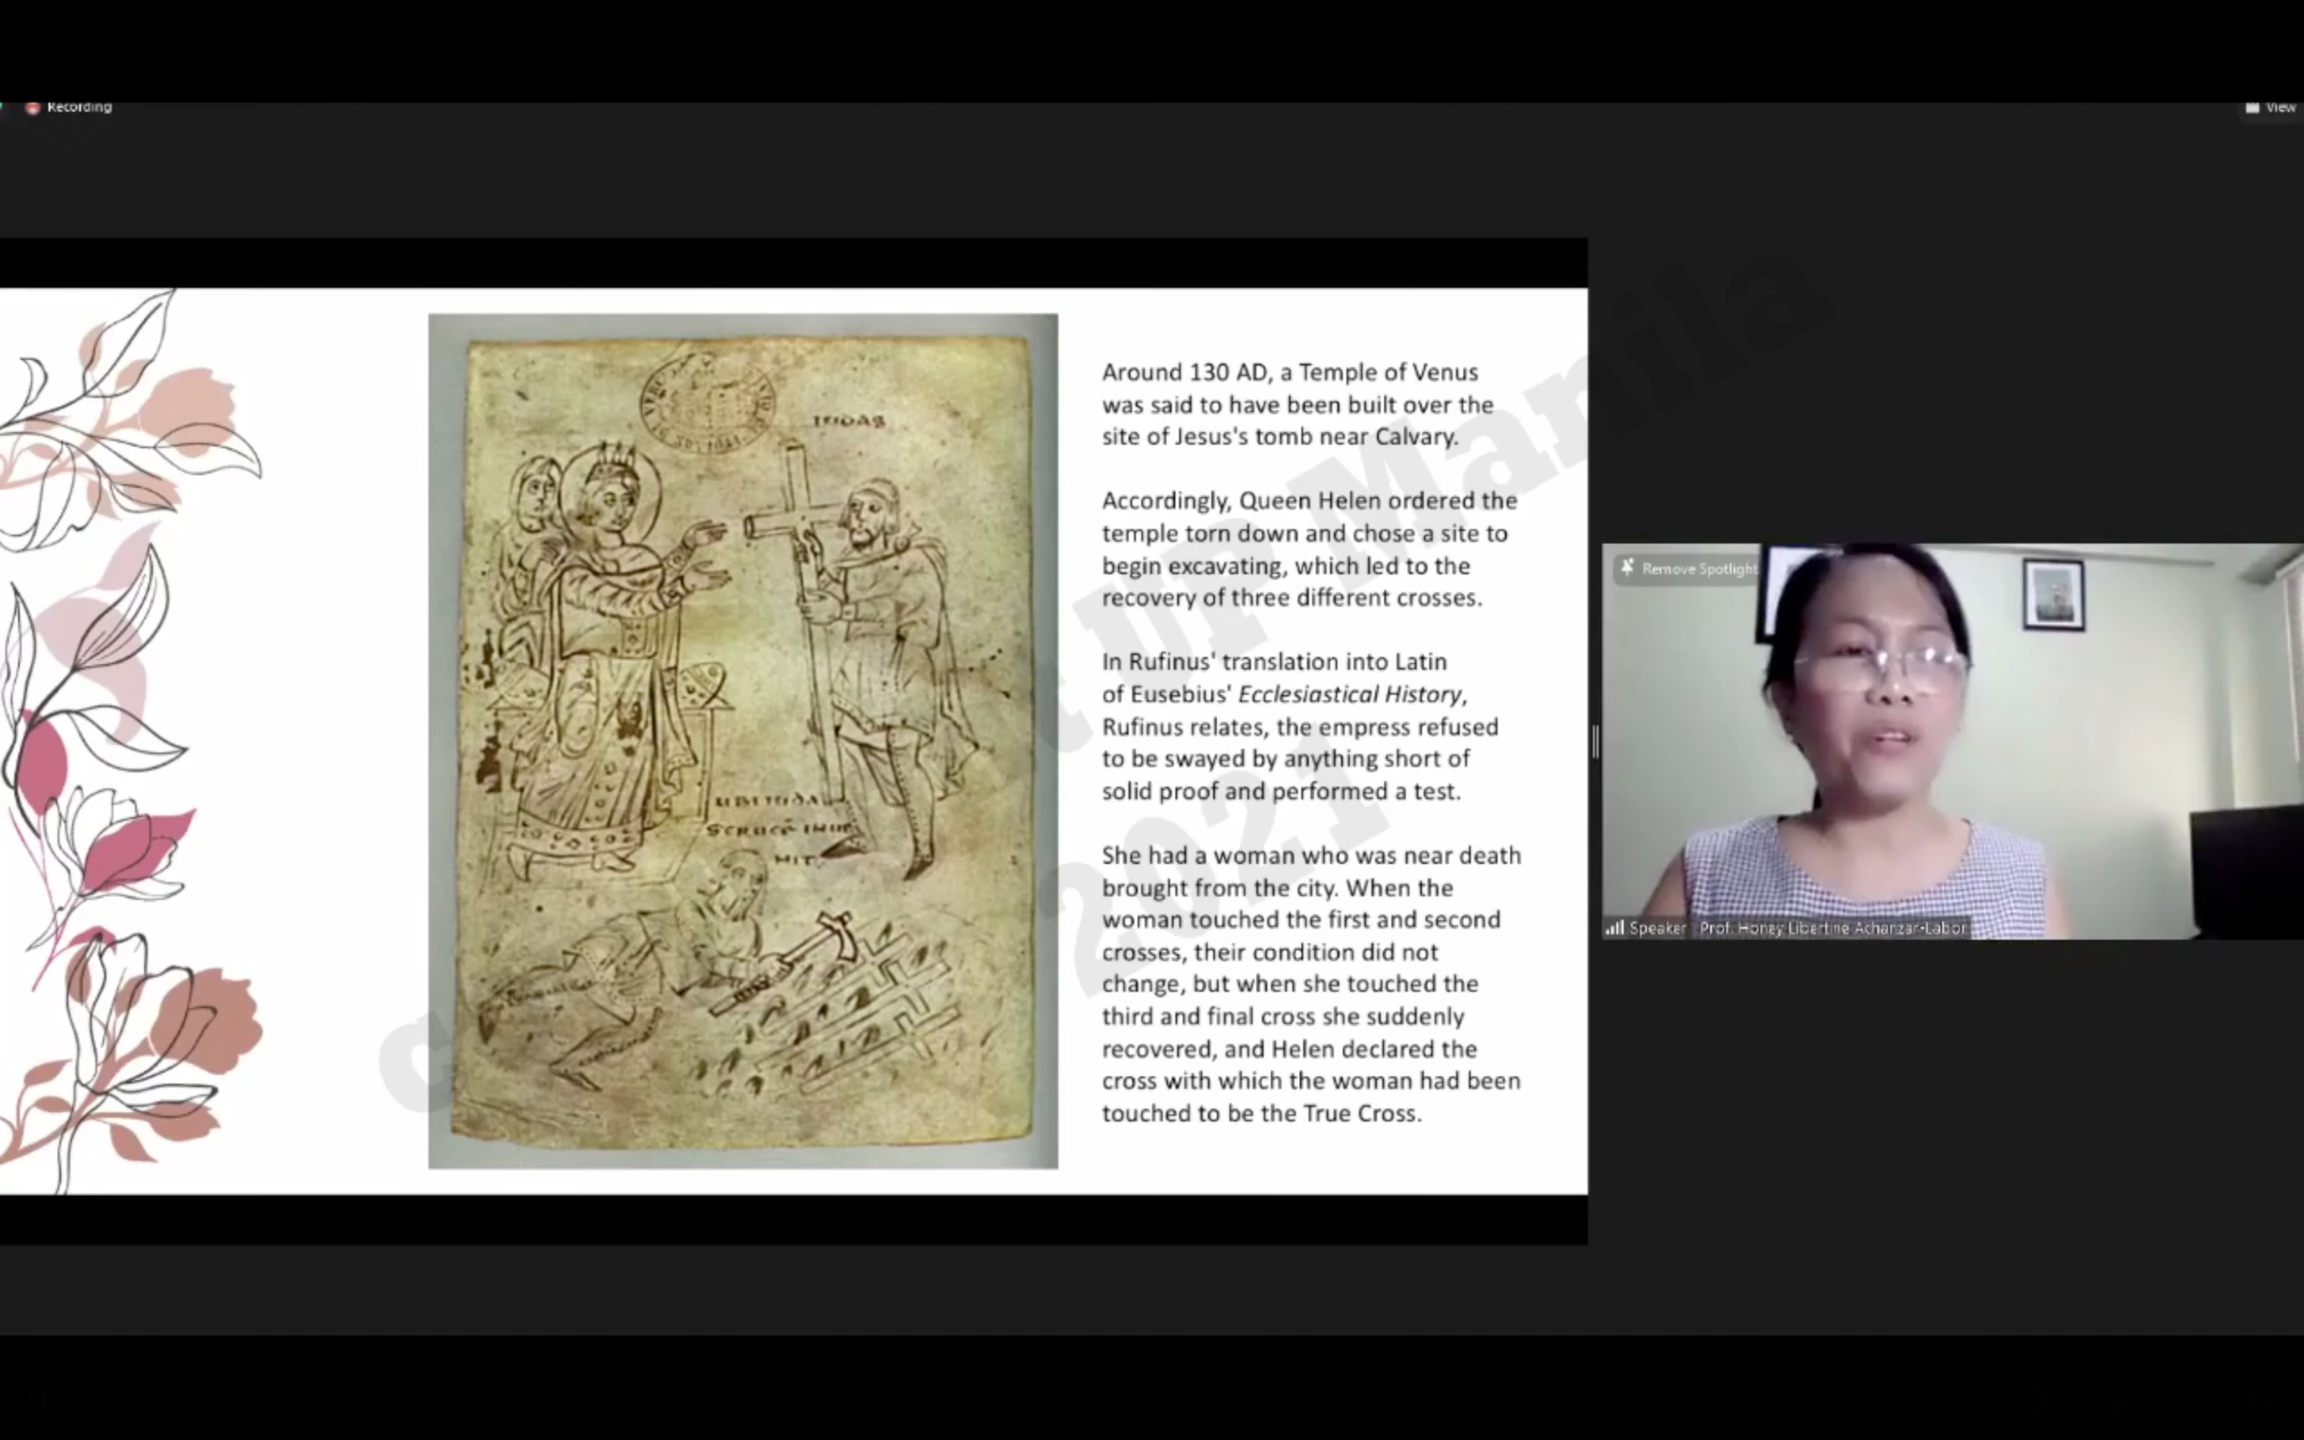 Recording
View
IUDAS
Around 130 AD, a Temple of Venus
was said to have been built over the
site of Jesus's tomb near Calvary.
Accordingly, Queen Helen ordered the
temple torn down and chose a site to
begin excavating, which led to the
recovery of three different crosses.
In Rufinus' translation into Latin
of Eusebius' Ecclesiastical History,
Rufinus relates, the empress refused
to be swayed by anything short of
solid proof and performed a test.
She had a woman who was near death
brought from the city. When the
woman touched the first and second
crosses, their condition did not
change, but when she touched the
third and final cross she suddenly
recovered, and Helen declared the
cross with which the woman had been
touched to be the True Cross.
UP Manila
2021
Remove Spotlight
Speaker | Prof. Honey Libertine Achanzar-Labor